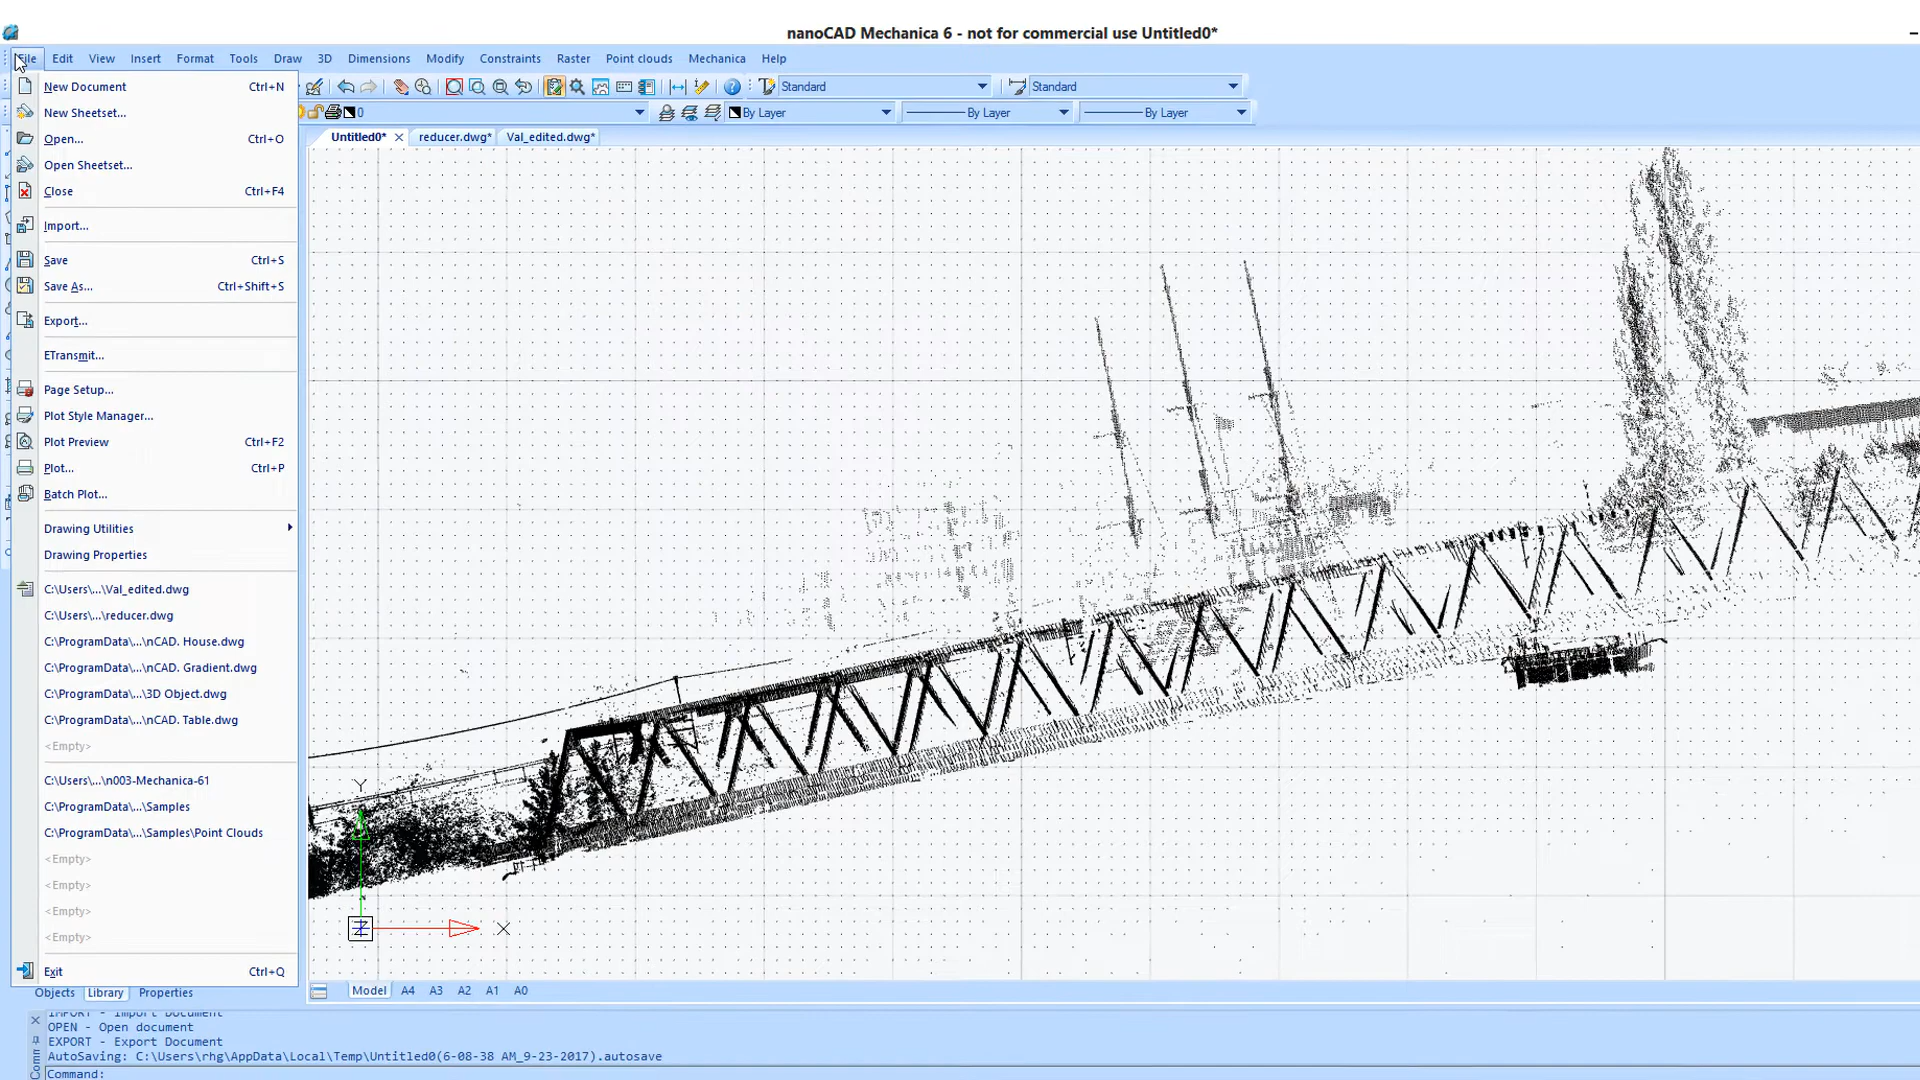 nanoCAD Mechanica 6 - not for commercial use Untitled0*
File Edit View Insert Format Tools Draw 3D Dimensions Modify Constraints Raster Point clouds Mechanica Help
New Document Ctrl+N
Standard Standard
New Sheetset...
0 By Layer By Layer By Layer
Open... Ctrl+O
Untitled0* reducer.dwg* Val_edited.dwg*
Open Sheetset...
Close Ctrl+F4
Import...
Save Ctrl+S
Save As... Ctrl+Shift+S
Export...
ETransmit...
Page Setup...
Plot Style Manager...
Plot Preview Ctrl+F2
Plot... Ctrl+P
Batch Plot...
Drawing Utilities
Drawing Properties
C:\Users\...\Val_edited.dwg
C:\Users\...\reducer.dwg
C:\ProgramData\...\nCAD. House.dwg
C:\ProgramData\...\nCAD. Gradient.dwg
C:\ProgramData\...\3D Object.dwg
C:\ProgramData\...\nCAD. Table.dwg
<Empty>
C:\Users\...\n003-Mechanica-61
C:\ProgramData\...\Samples
C:\ProgramData\...\Samples\Point Clouds
<Empty>
<Empty>
<Empty>
<Empty>
Exit Ctrl+Q
Y
Z X
Objects Library Properties
Model A4 A3 A2 A1 A0
IMPORT - Import Document
OPEN - Open document
EXPORT - Export Document
AutoSaving: C:\Users\rhg\AppData\Local\Temp\Untitled0(6-08-38 AM_9-23-2017).autosave
Command:
Comm